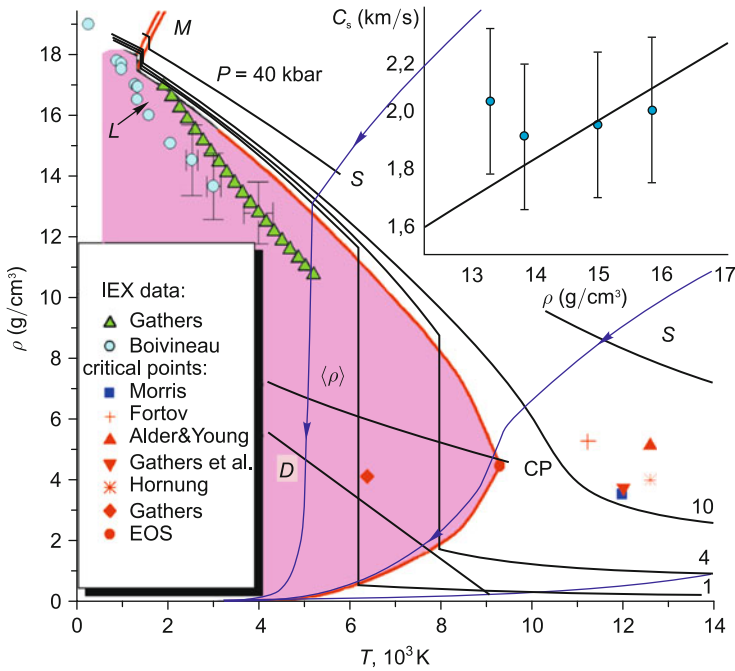 M
P = 40 kbar
L
S
ρ (g/cm³)
18
16
14
12
10
8
6
4
2
0
0
2
4
6
8
10
12
14
T, 10³ K
IEX data:
Gathers
Boivineau
critical points:
Morris
Fortov
Alder&Young
Gathers et al.
Hornung
Gathers
EOS
⟨ρ⟩
D
CP
S
10
4
1
Cₛ (km/s)
2,2
2,0
1,8
1,6
13
14
15
16
17
ρ (g/cm³)